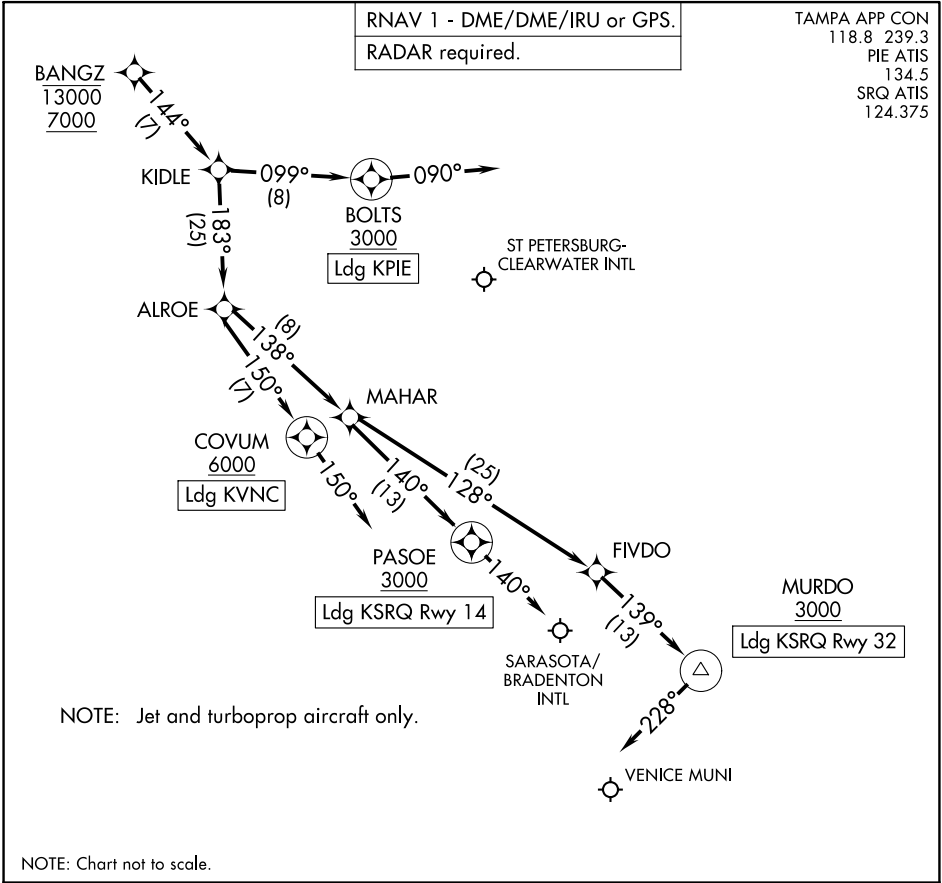 RNAV 1 - DME/DME/IRU or GPS.
RADAR required.
TAMPA APP CON
118.8 239.3
PIE ATIS
134.5
SRQ ATIS
124.375
BANGZ
13000
7000
144°
(7)
KIDLE
099°
(8)
090°
BOLTS
3000
Ldg KPIE
183°
(25)
ST PETERSBURG-
CLEARWATER INTL
ALROE
(8)
138°
150°
(7)
MAHAR
COVUM
6000
Ldg KVNC
150°
140°
(13)
(25)
128°
PASOE
3000
Ldg KSRQ Rwy 14
140°
FIVDO
139°
(13)
MURDO
3000
Ldg KSRQ Rwy 32
SARASOTA/
BRADENTON
INTL
228°
NOTE: Jet and turboprop aircraft only.
VENICE MUNI
NOTE: Chart not to scale.